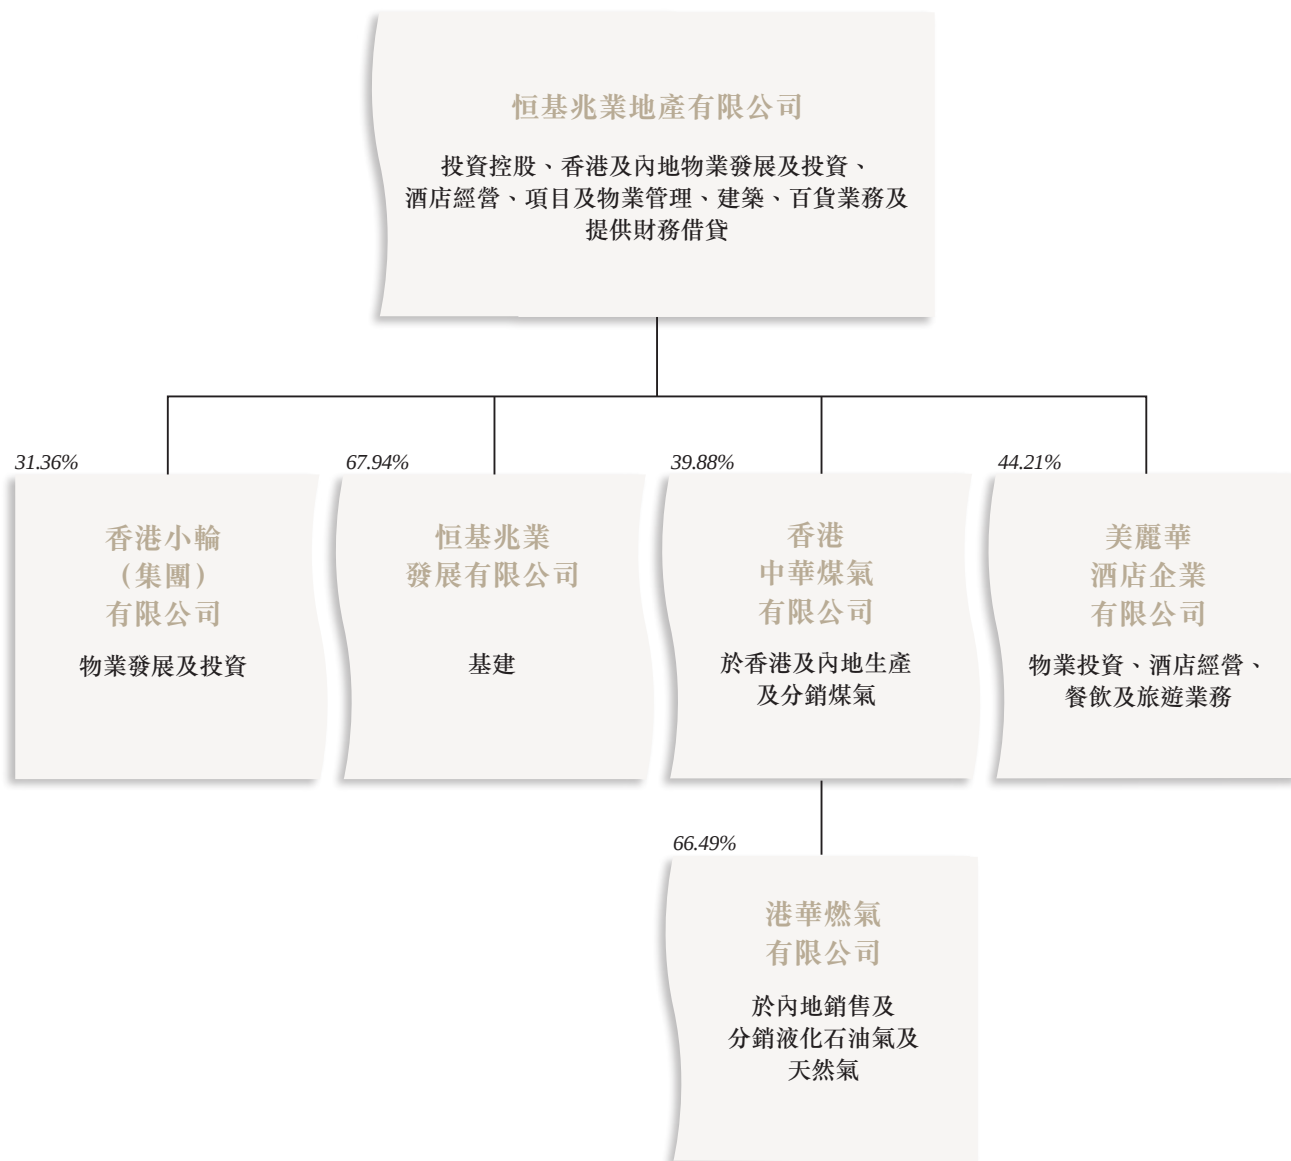 恒基兆業地產有限公司
投資控股、香港及內地物業發展及投資、
酒店經營、項目及物業管理、建築、百貨業務及
提供財務借貸
31.36%
香港小輪
（集團）
有限公司
物業發展及投資
67.94%
恒基兆業
發展有限公司
基建
39.88%
香港
中華煤氣
有限公司
於香港及內地生產
及分銷煤氣
44.21%
美麗華
酒店企業
有限公司
物業投資、酒店經營、
餐飲及旅遊業務
66.49%
港華燃氣
有限公司
於內地銷售及
分銷液化石油氣及
天然氣